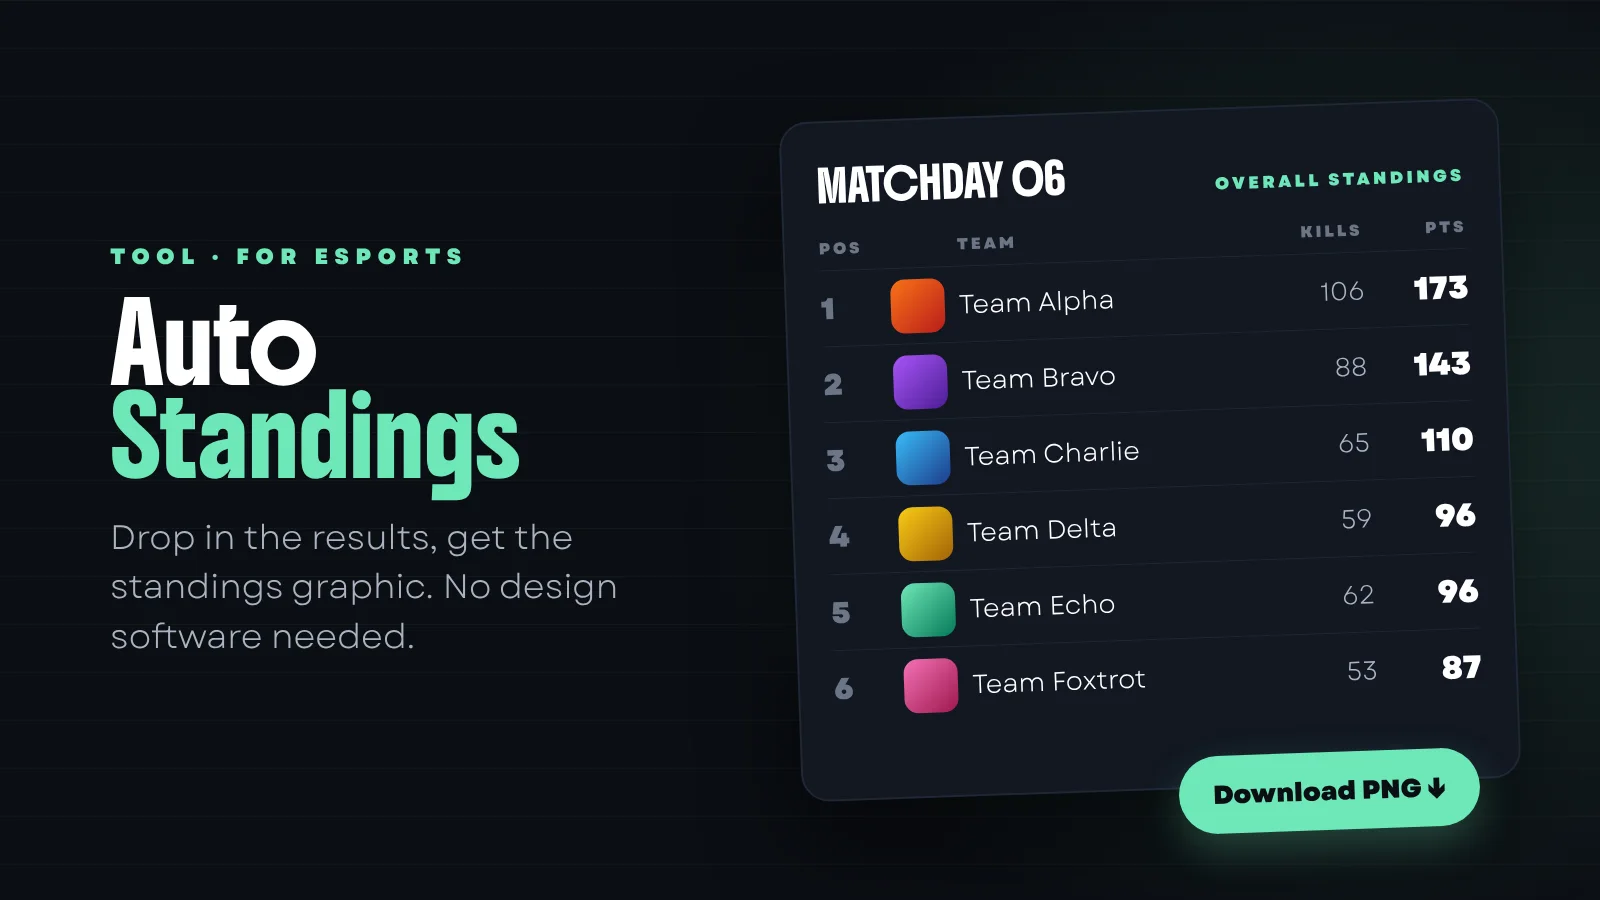 TOOL · FOR ESPORTS
Auto
Standings
Drop in the results, get the
standings graphic. No design
software needed.
MATCHDAY 06
OVERALL STANDINGS
POS TEAM KILLS PTS
1 Team Alpha 106 173
2 Team Bravo 88 143
3 Team Charlie 65 110
4 Team Delta 59 96
5 Team Echo 62 96
6 Team Foxtrot 53 87
Download PNG ↓